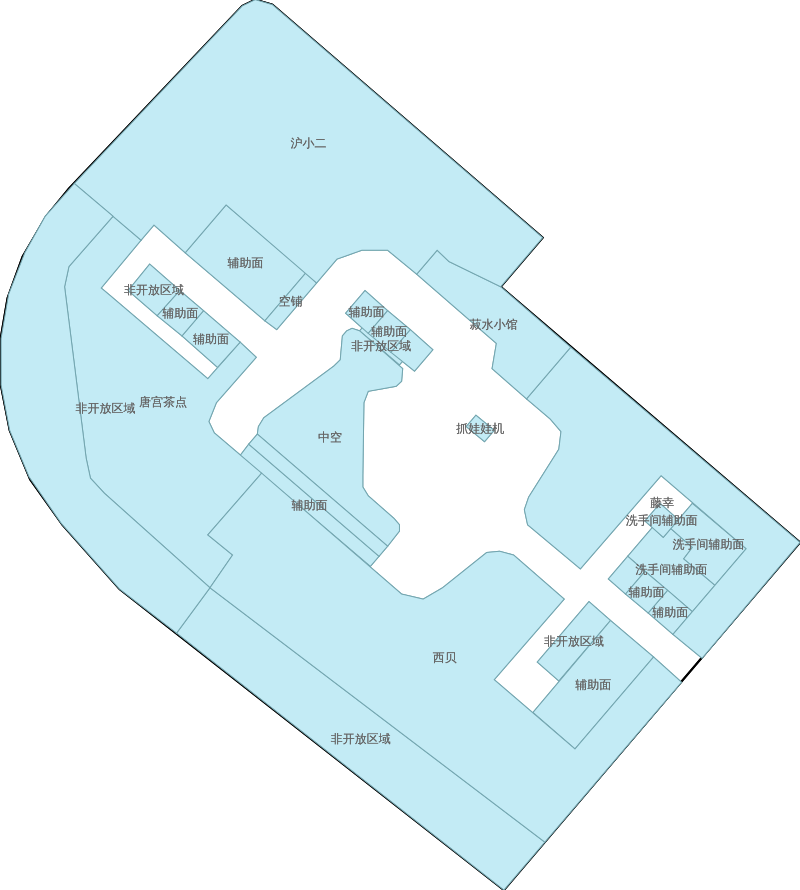 沪小二
辅助面
非开放区域
空铺
辅助面
辅助面
萩水小馆
辅助面
辅助面
非开放区域
非开放区域
唐宫茶点
抓娃娃机
中空
辅助面
藤幸
洗手间辅助面
洗手间辅助面
洗手间辅助面
辅助面
辅助面
非开放区域
西贝
辅助面
非开放区域